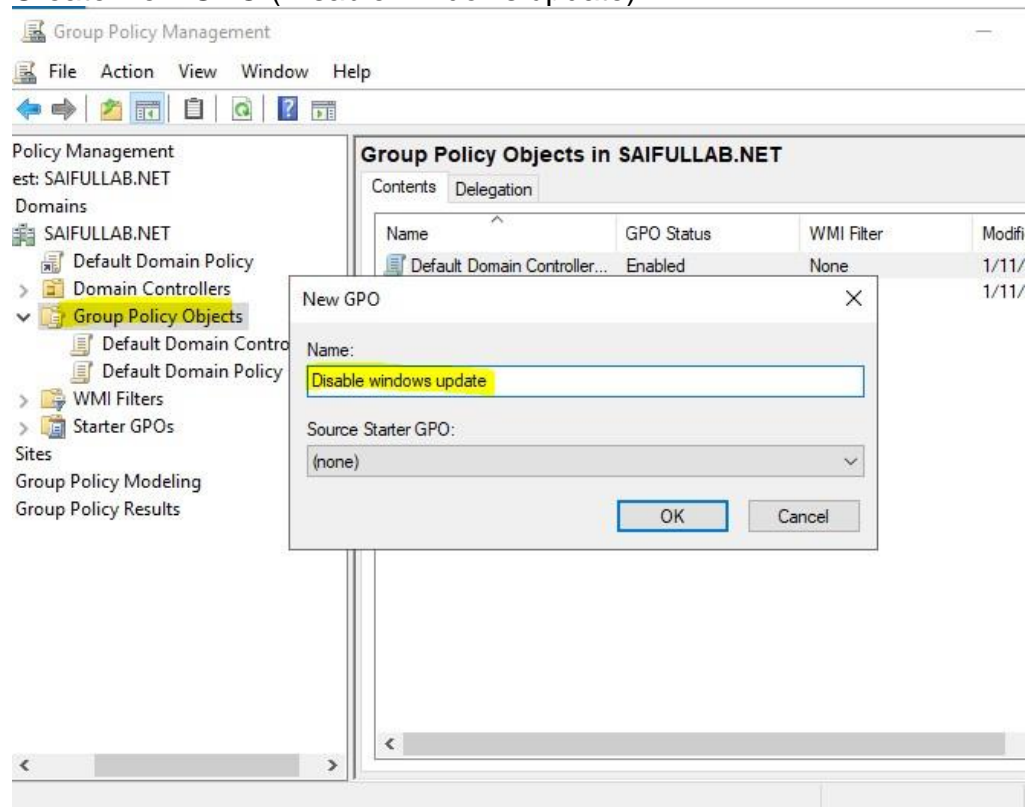 Group Policy Management
File Action View Window Help
Policy Management
est: SAIFULLAB.NET
Domains
SAIFULLAB.NET
Default Domain Policy
Domain Controllers
Group Policy Objects
Default Domain Contro
Default Domain Policy
WMI Filters
Starter GPOs
Sites
Group Policy Modeling
Group Policy Results
Group Policy Objects in SAIFULLAB.NET
Contents Delegation
Name GPO Status WMI Filter Modifi
Default Domain Controller... Enabled None 1/11/
1/11/
New GPO
Name:
Disable windows update
Source Starter GPO:
(none)
OK Cancel